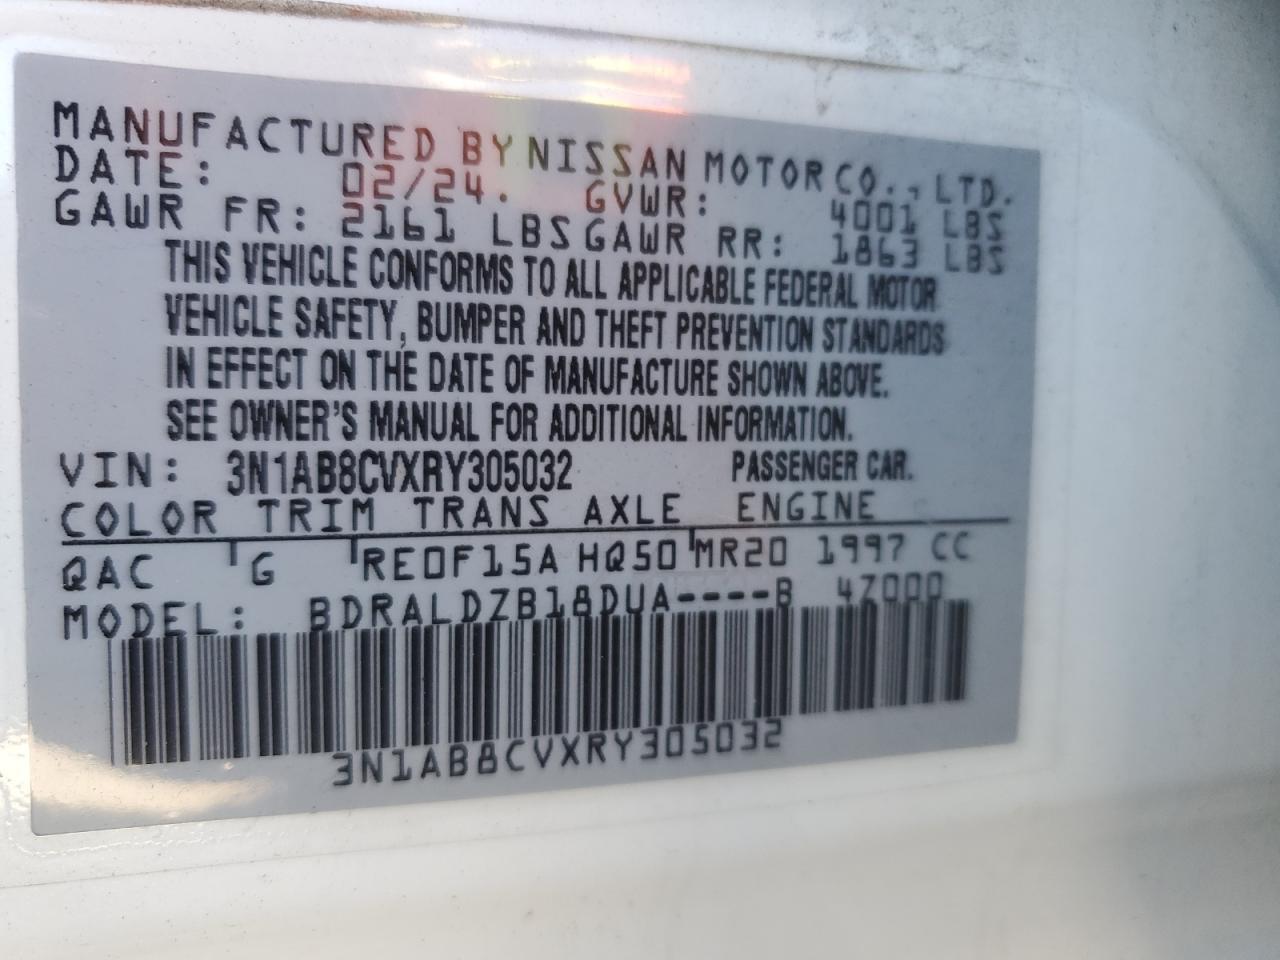 MANUFACTURED BY NISSAN MOTOR CO., LTD.
DATE: 02/24. GVWR: 4001 LBS
GAWR FR: 2161 LBS GAWR RR: 1863 LBS
THIS VEHICLE CONFORMS TO ALL APPLICABLE FEDERAL MOTOR
VEHICLE SAFETY, BUMPER AND THEFT PREVENTION STANDARDS
IN EFFECT ON THE DATE OF MANUFACTURE SHOWN ABOVE.
SEE OWNER'S MANUAL FOR ADDITIONAL INFORMATION.
VIN: 3N1AB8CVXRY305032 PASSENGER CAR.
COLOR TRIM TRANS AXLE ENGINE
QAC G RE0F15A HQ50 MR20 1997 CC
MODEL: BDRALDZB18DUA----B 4Z000
3N1AB8CVXRY305032